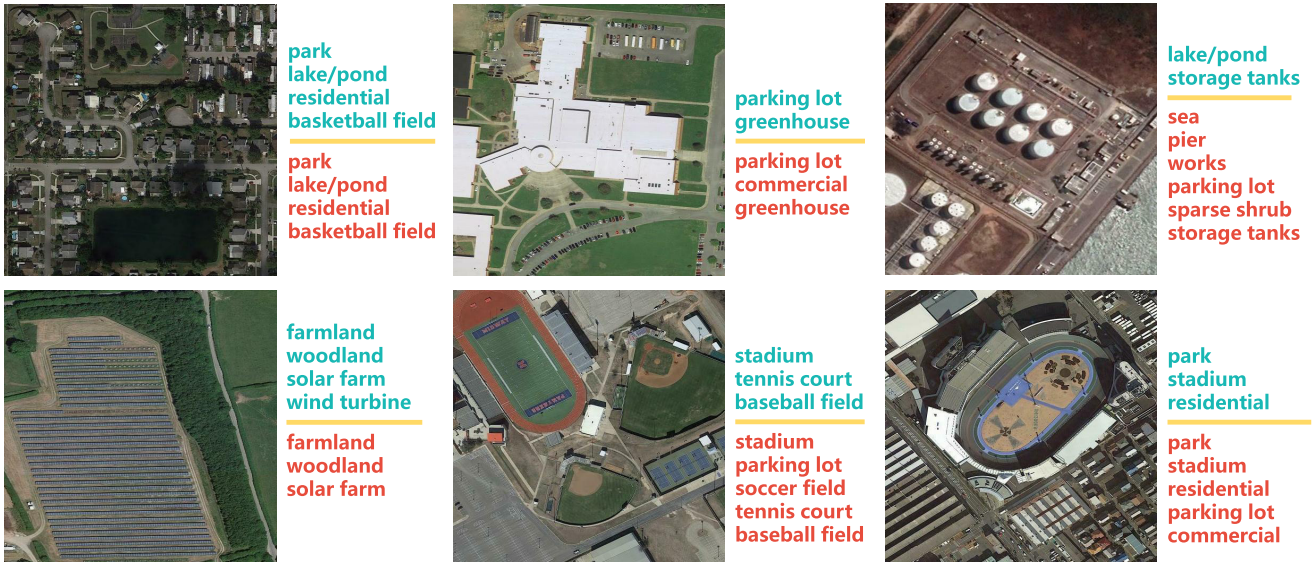 park
lake/pond
residential
basketball field
park
lake/pond
residential
basketball field
parking lot
greenhouse
parking lot
commercial
greenhouse
lake/pond
storage tanks
sea
pier
works
parking lot
sparse shrub
storage tanks
farmland
woodland
solar farm
wind turbine
farmland
woodland
solar farm
stadium
tennis court
baseball field
stadium
parking lot
soccer field
tennis court
baseball field
park
stadium
residential
park
stadium
residential
parking lot
commercial